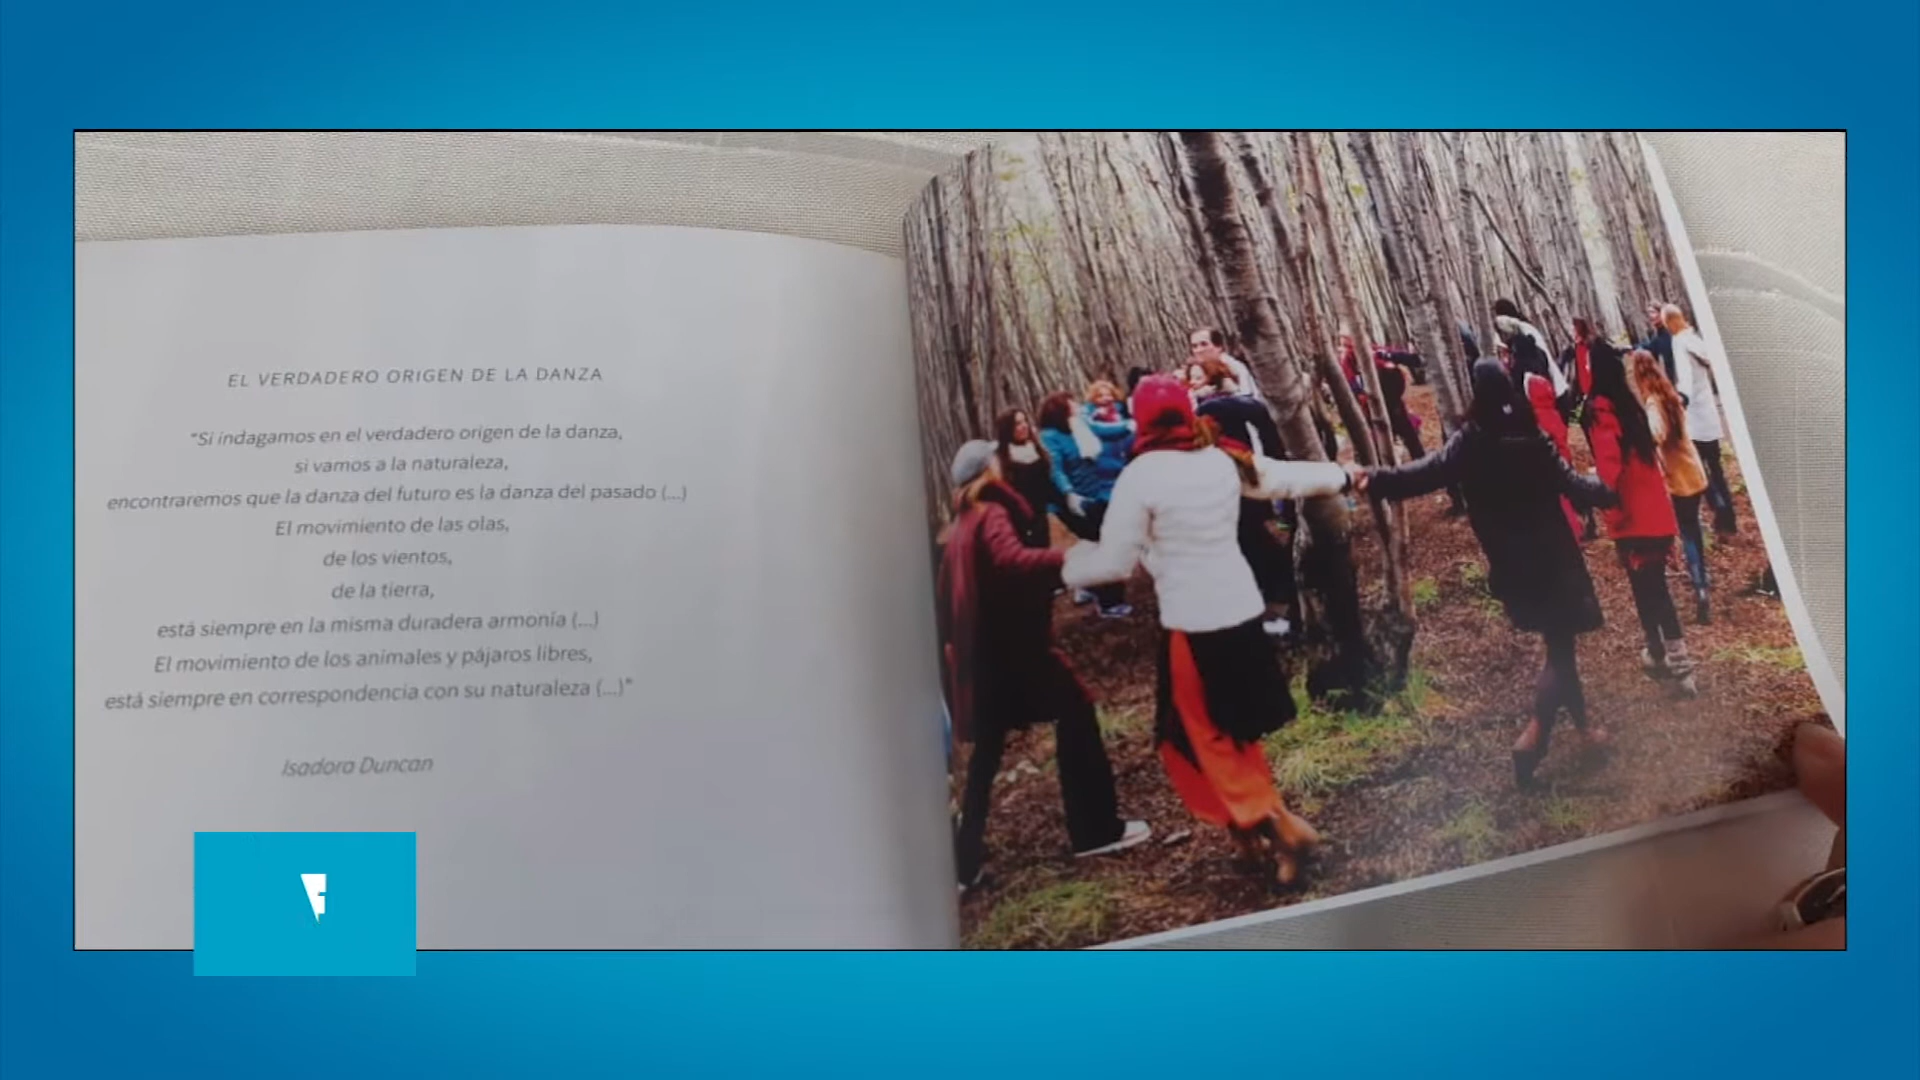 EL VERDADERO ORIGEN DE LA DANZA
"Si indagamos en el verdadero origen de la danza,
si vamos a la naturaleza,
encontraremos que la danza del futuro es la danza del pasado (...)
El movimiento de las olas,
de los vientos,
de la tierra,
está siempre en la misma duradera armonía (...)
El movimiento de los animales y pájaros libres,
está siempre en correspondencia con su naturaleza (...)"
Isadora Duncan